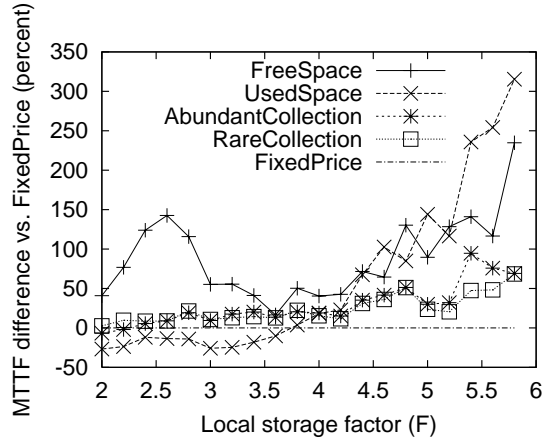 MTTF difference vs. FixedPrice (percent)
350
300
250
200
150
100
50
0
-50
FreeSpace
UsedSpace
AbundantCollection
RareCollection
FixedPrice
2 2.5 3 3.5 4 4.5 5 5.5 6
Local storage factor (F)